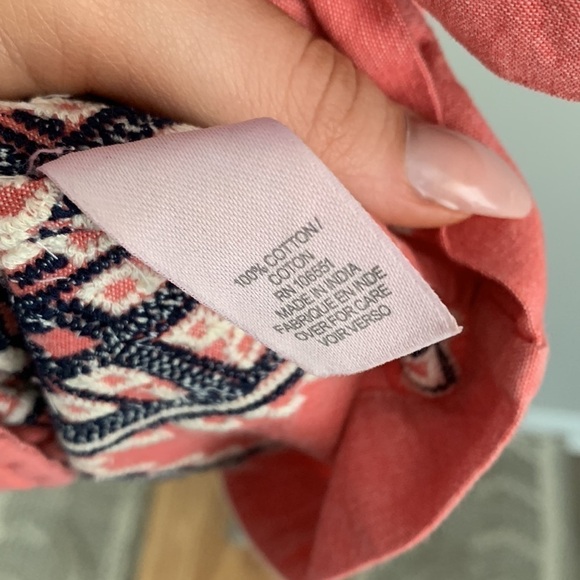 100% COTTON/
COTON
RN 106551
MADE IN INDIA
FABRIQUE EN INDE
OVER FOR CARE
VOIR VERSO